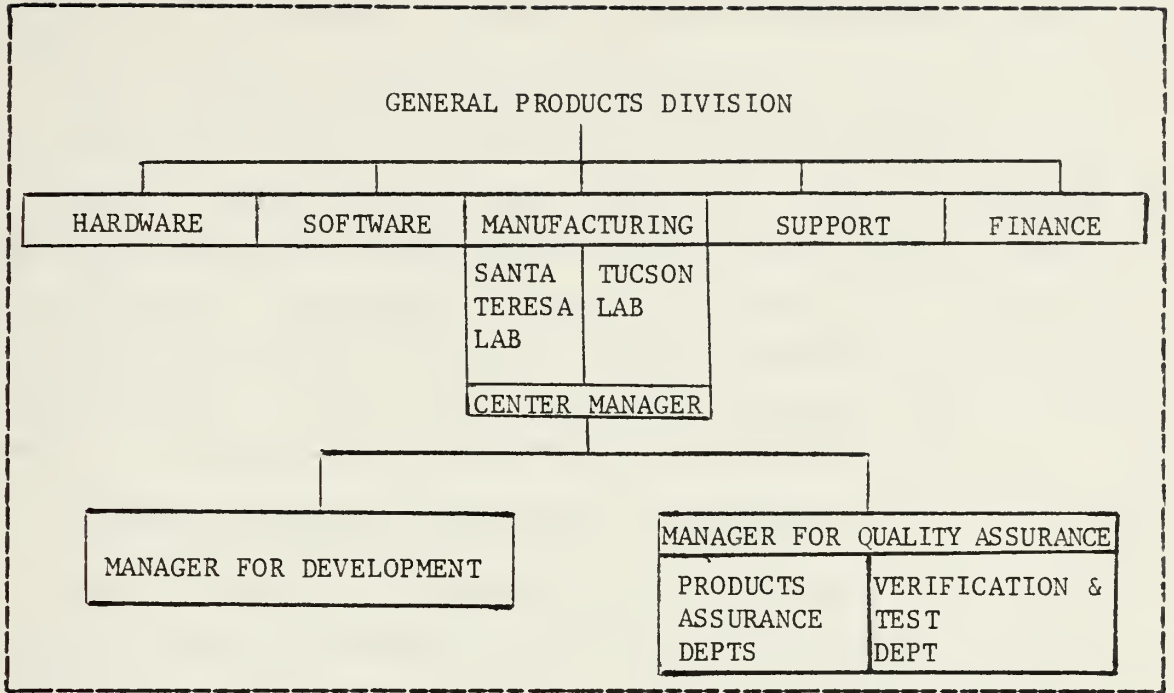 GENERAL PRODUCTS DIVISION
HARDWARE SOFTWARE MANUFACTURING SUPPORT FINANCE
SANTA TERESA LAB
TUCSON LAB
CENTER MANAGER
MANAGER FOR DEVELOPMENT
MANAGER FOR QUALITY ASSURANCE
PRODUCTS ASSURANCE DEPTS
VERIFICATION & TEST DEPT